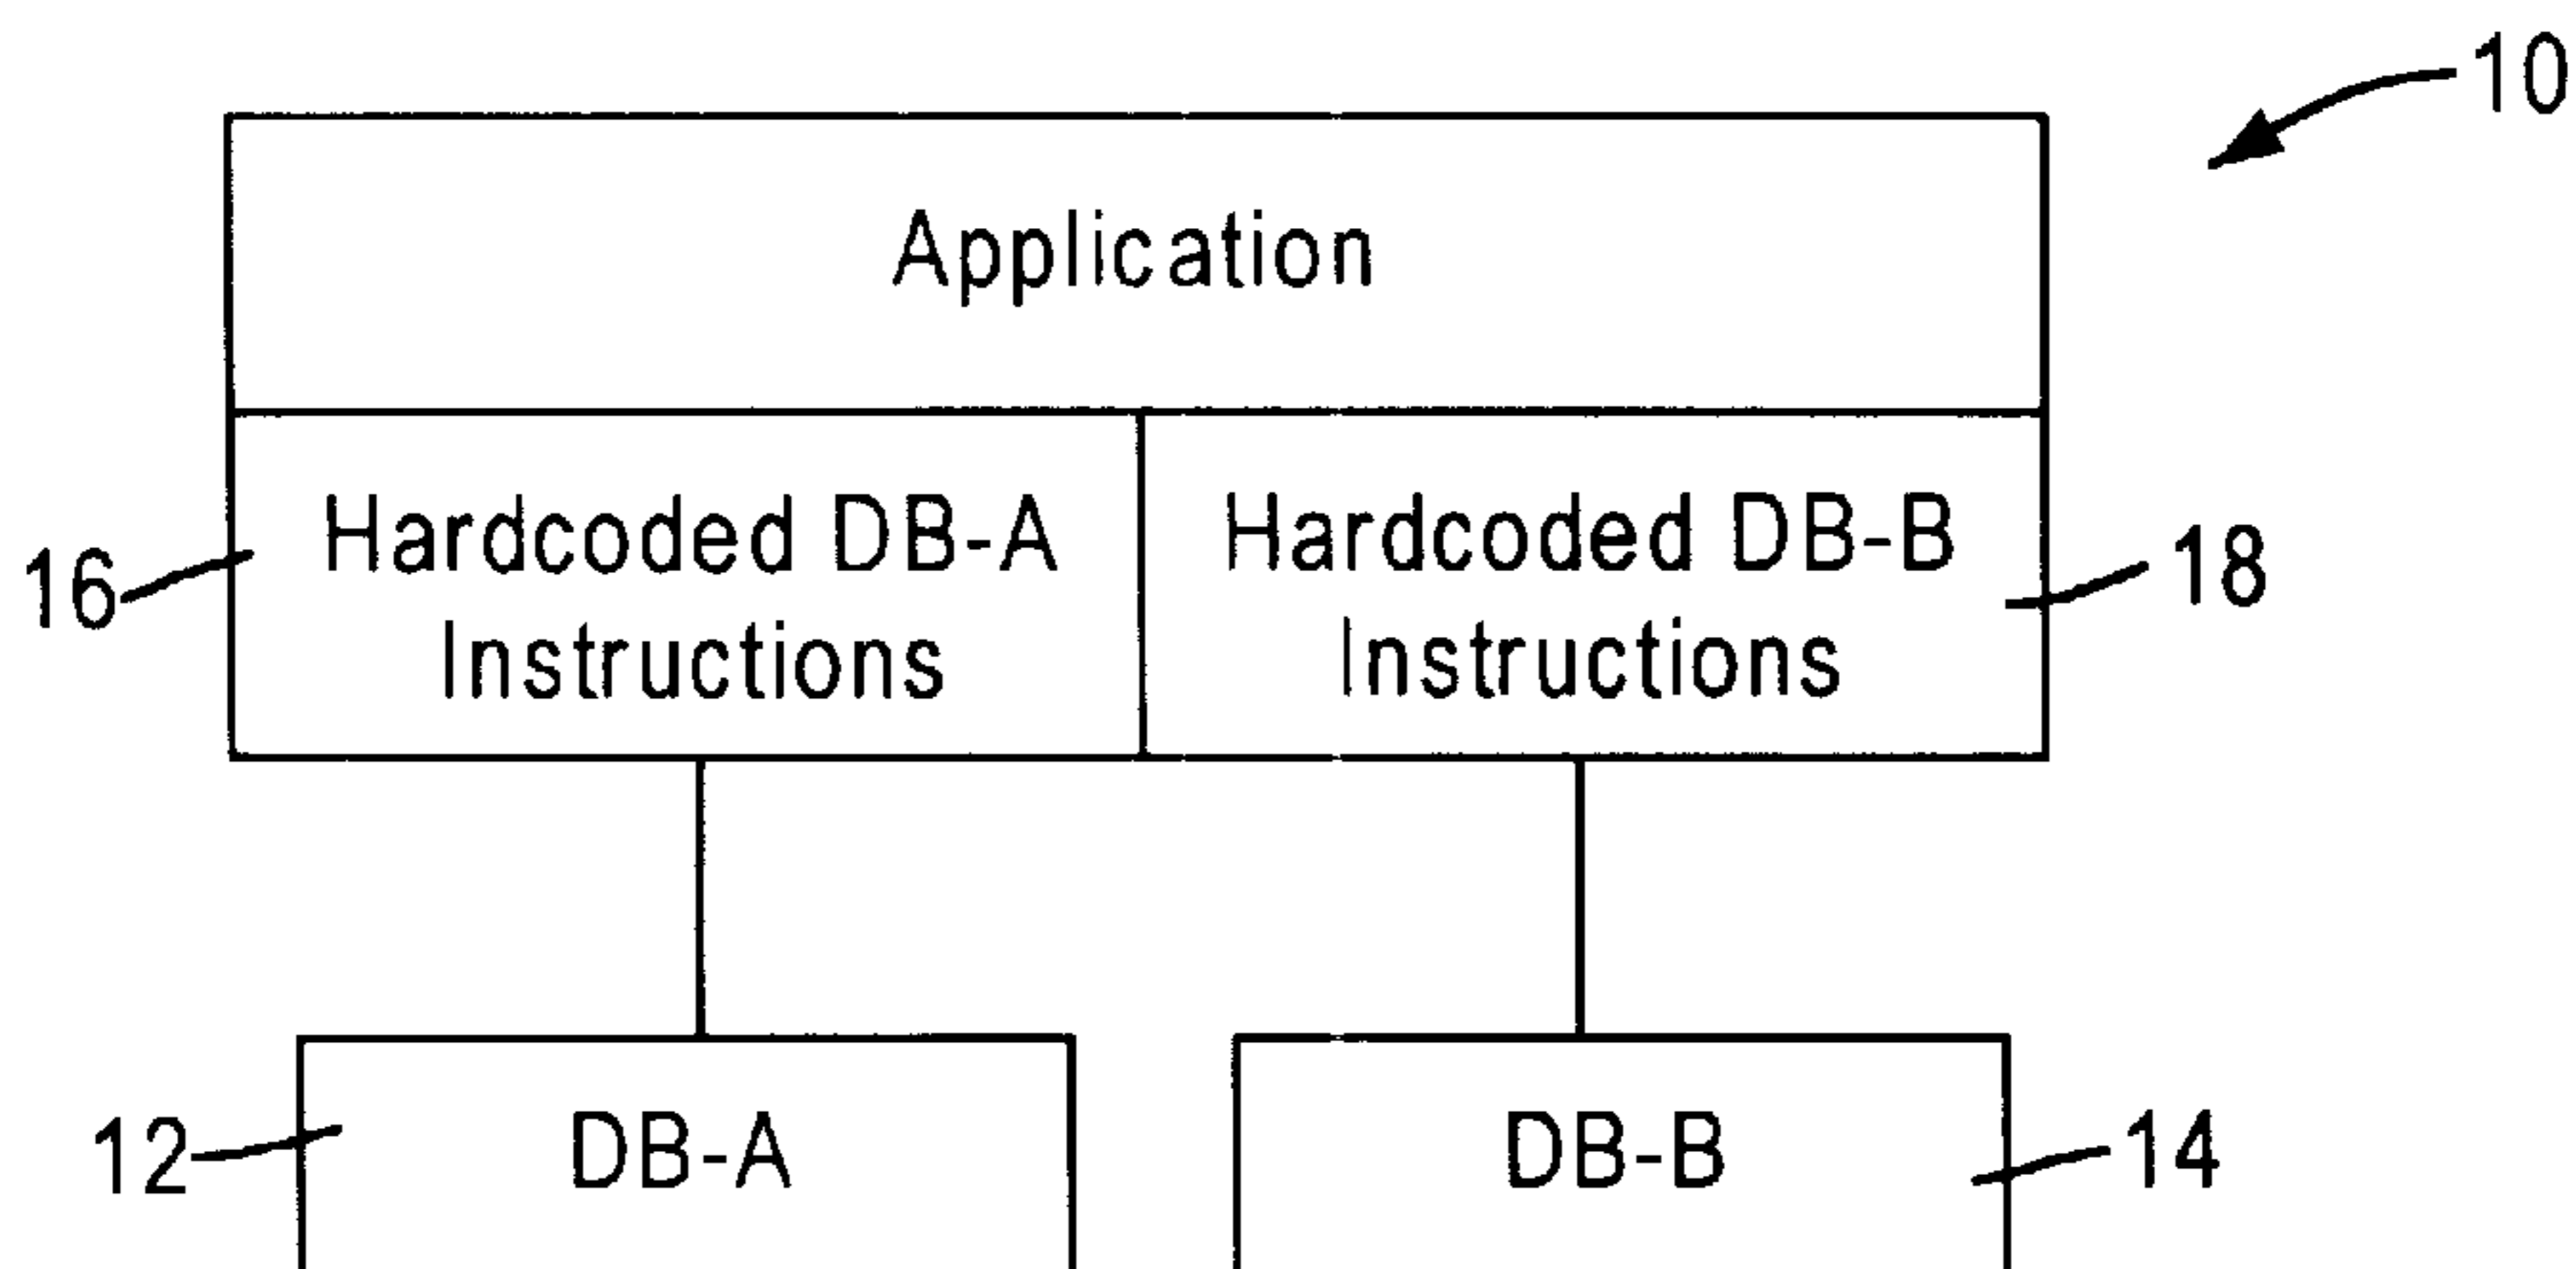 10
Application
16
Hardcoded DB-A
Instructions
Hardcoded DB-B
Instructions
18
12
DB-A
DB-B
14